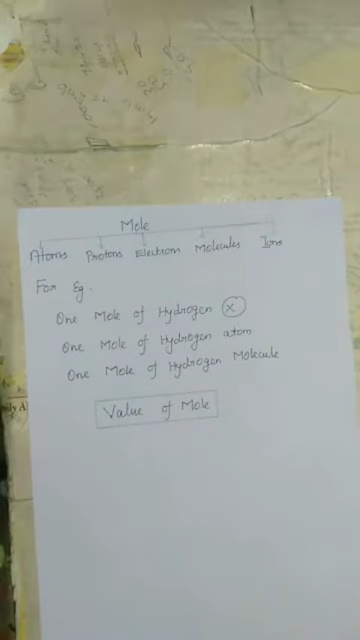 Mole
Atoms Protons Electron Molecules Ions
For Eg.
One Mole of Hydrogen X
One Mole of Hydrogen atom
One Mole of Hydrogen Molecule
Value of Mole